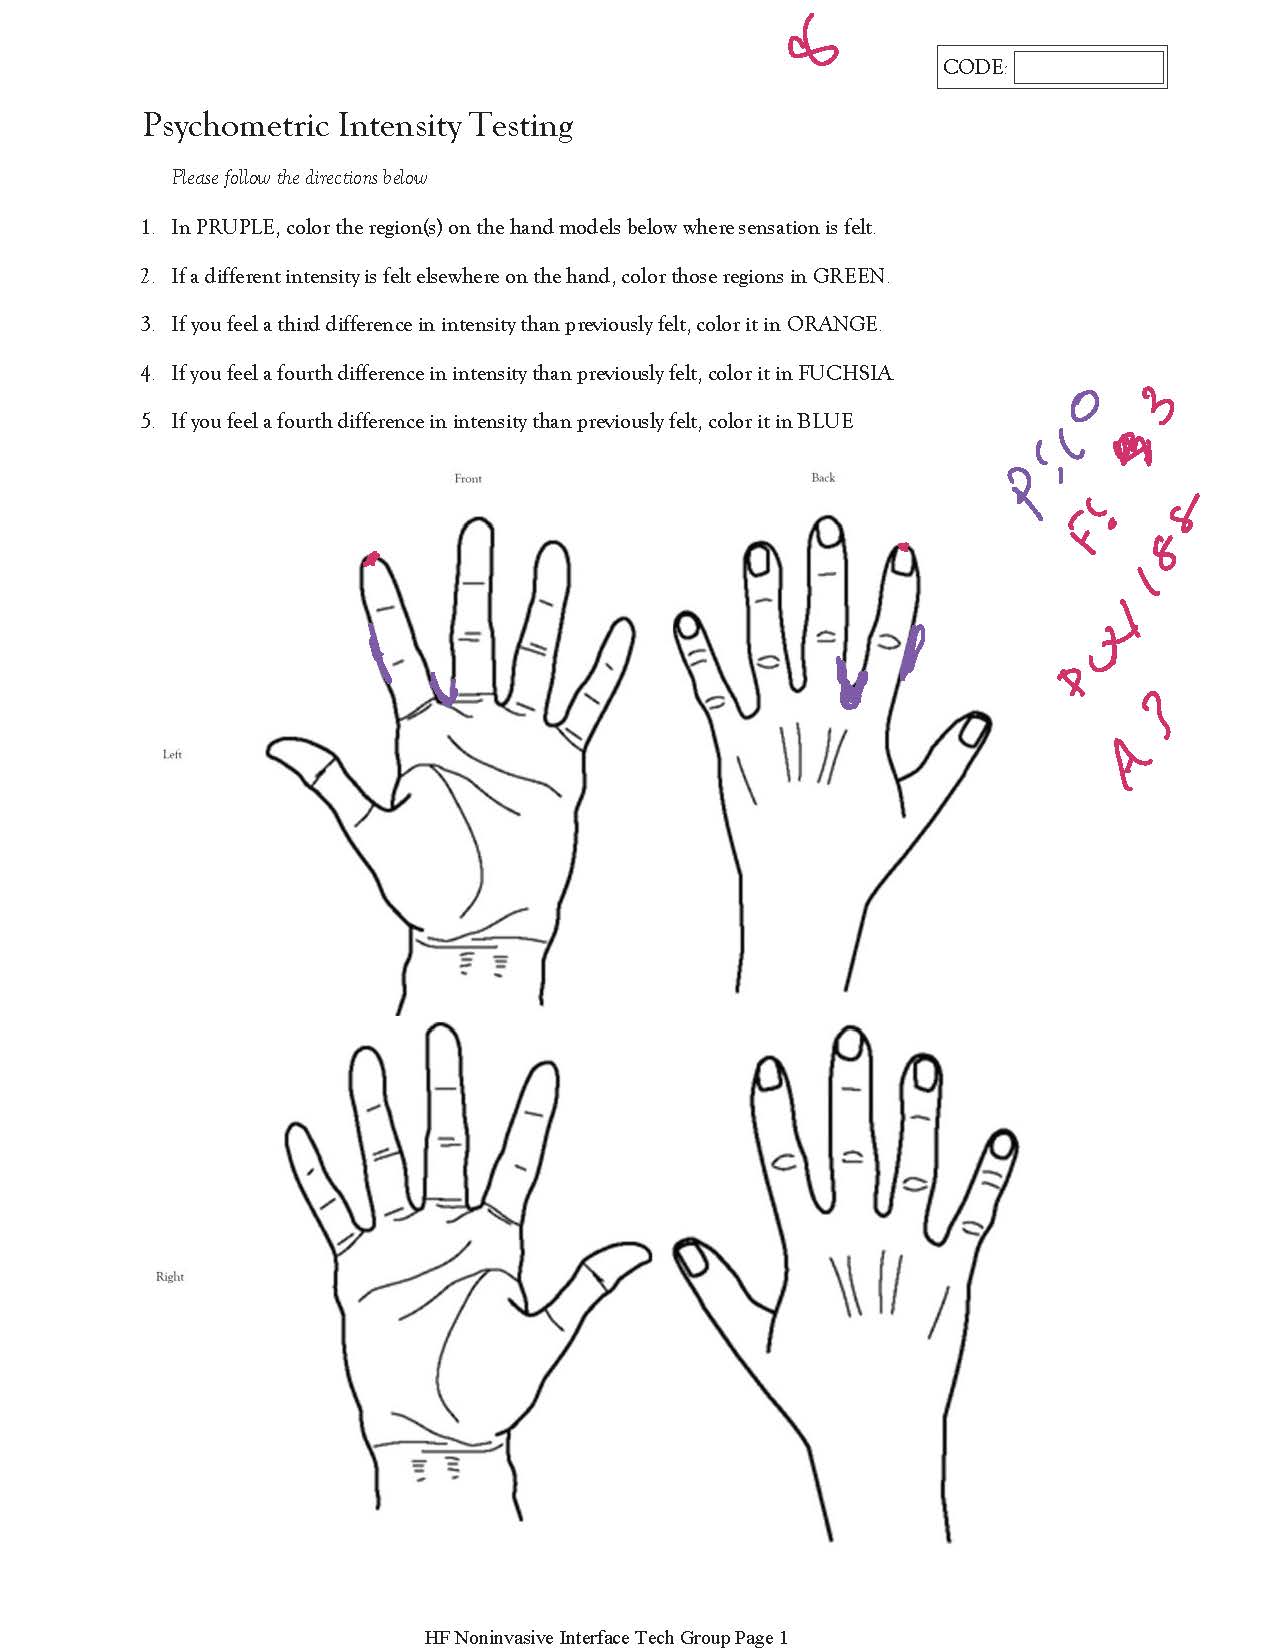 CODE:
Psychometric Intensity Testing
Please follow the directions below
1. In PRUPLE, color the region(s) on the hand models below where sensation is felt.
2. If a different intensity is felt elsewhere on the hand, color those regions in GREEN.
3. If you feel a third difference in intensity than previously felt, color it in ORANGE.
4. If you feel a fourth difference in intensity than previously felt, color it in FUCHSIA
5. If you feel a fourth difference in intensity than previously felt, color it in BLUE
Front
Back
3
188
Left
Right
HF Noninvasive Interface Tech Group Page 1